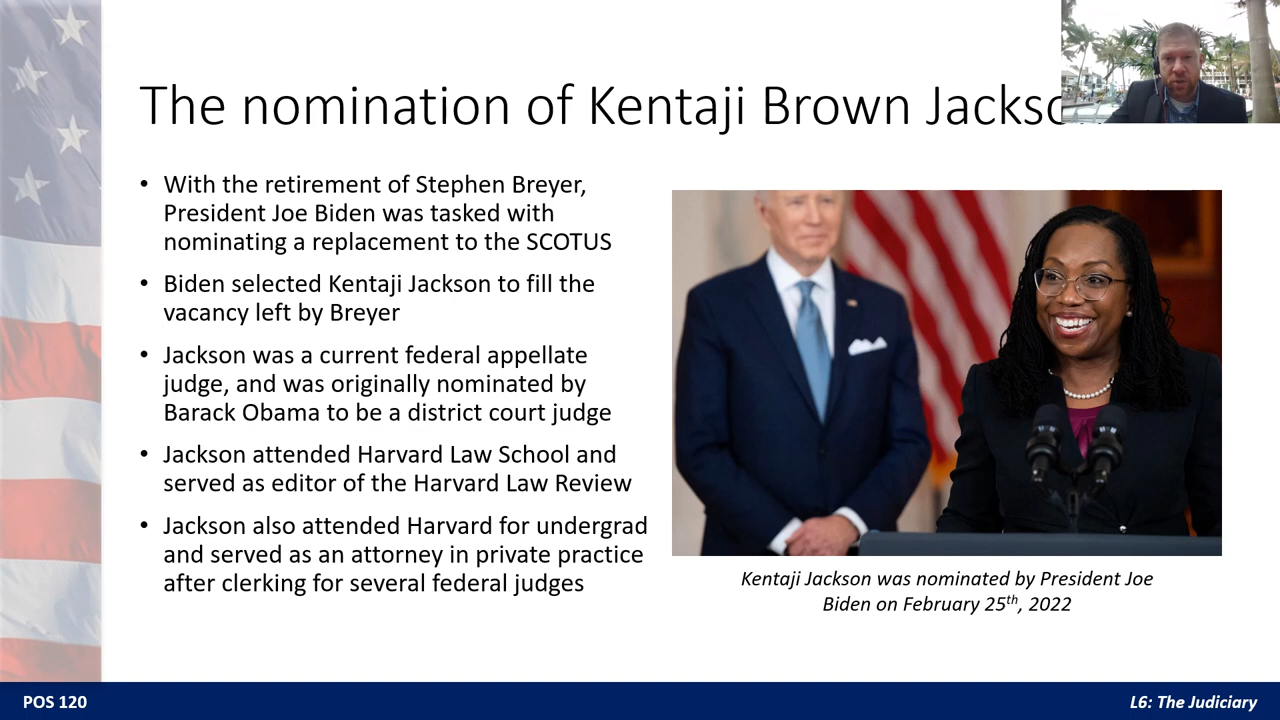 The nomination of Kentaji Brown
• With the retirement of Stephen Breyer,
President Joe Biden was tasked with
nominating a replacement to the SCOTUS
• Biden selected Kentaji Jackson to fill the
vacancy left by Breyer
• Jackson was a current federal appellate
judge, and was originally nominated by
Barack Obama to be a district court judge
• Jackson attended Harvard Law School and
served as editor of the Harvard Law Review
• Jackson also attended Harvard for undergrad
and served as an attorney in private practice
after clerking for several federal judges
Kentaji Jackson was nominated by President Joe
Biden on February 25th, 2022
POS 120
L6: The Judiciary